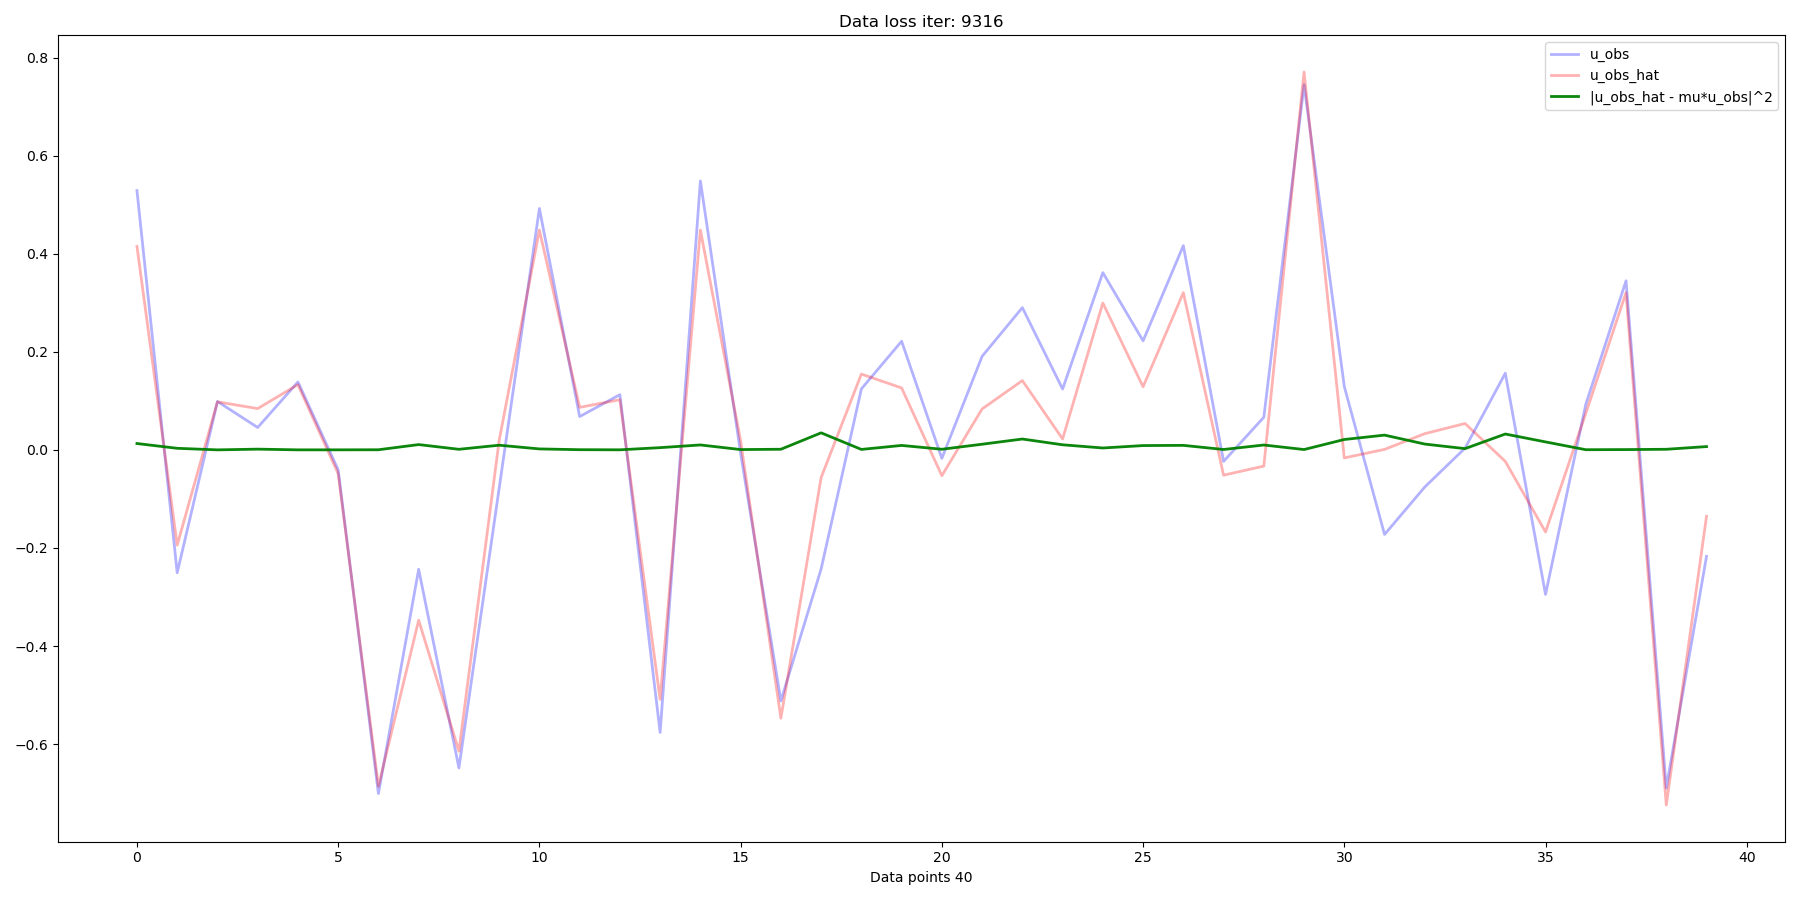 Data loss iter: 9316
u_obs
u_obs_hat
|u_obs_hat - mu*u_obs|^2
0.8
0.6
0.4
0.2
0.0
−0.2
−0.4
−0.6
0 5 10 15 20 25 30 35 40
Data points 40